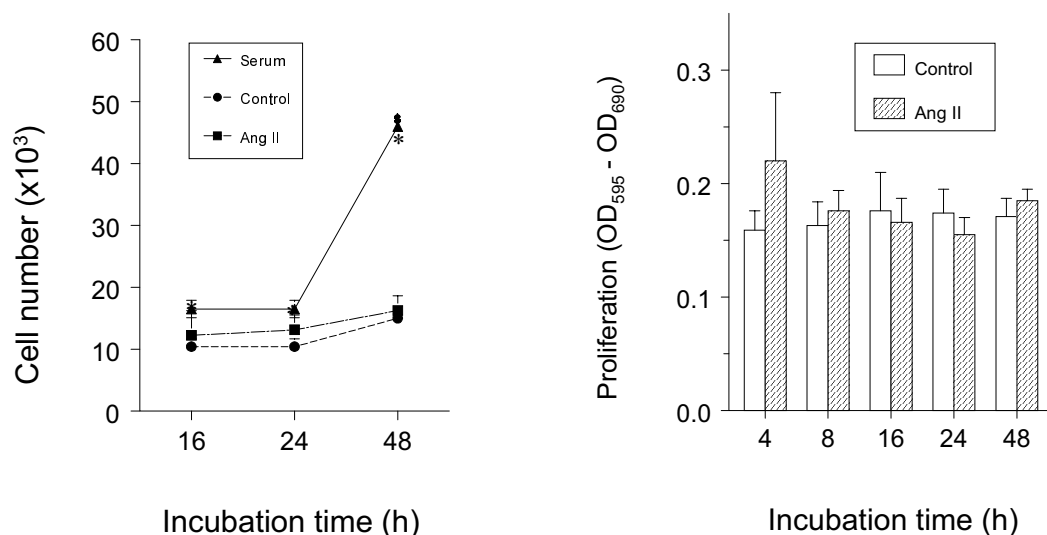 Cell number (x10³)
60
50
40
30
20
10
0
Serum
Control
Ang II
*
*
*
16 24 48
Incubation time (h)
Proliferation (OD₅₉₅ - OD₆₉₀)
0.3
0.2
0.1
0.0
Control
Ang II
4 8 16 24 48
Incubation time (h)